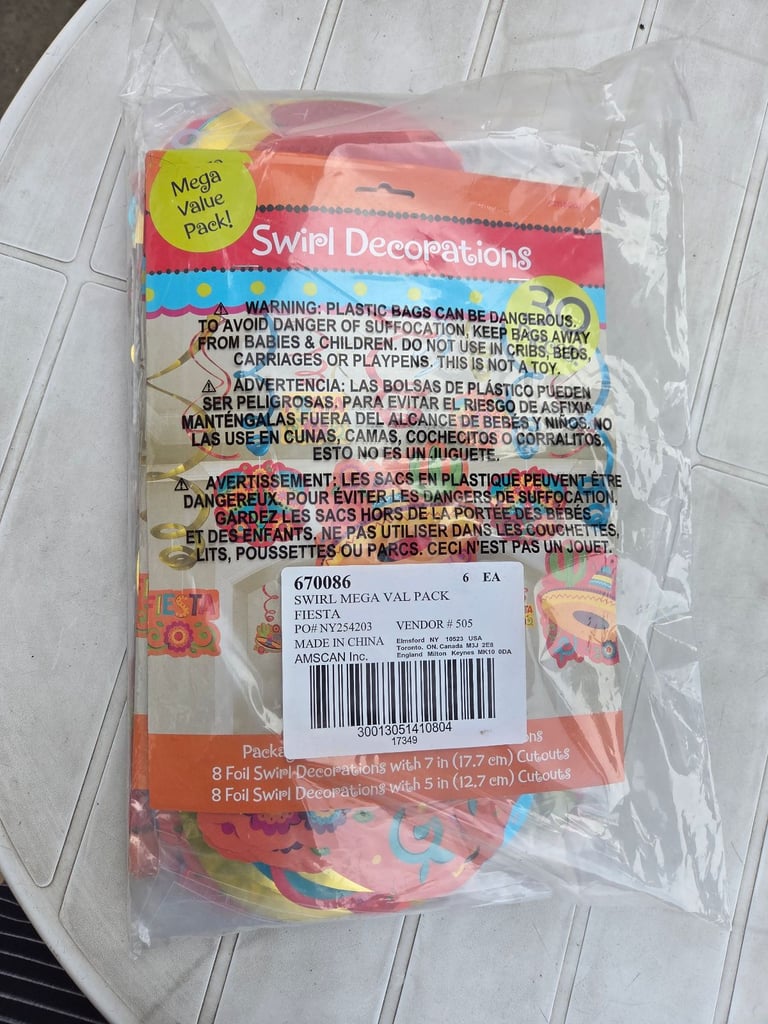 Mega
Value
Pack!
Swirl Decorations
30
WARNING: PLASTIC BAGS CAN BE DANGEROUS.
TO AVOID DANGER OF SUFFOCATION, KEEP BAGS AWAY
FROM BABIES & CHILDREN. DO NOT USE IN CRIBS, BEDS,
CARRIAGES OR PLAYPENS. THIS IS NOT A TOY.
ADVERTENCIA: LAS BOLSAS DE PLÁSTICO PUEDEN
SER PELIGROSAS. PARA EVITAR EL RIESGO DE ASFIXIA
MANTÉNGALAS FUERA DEL ALCANCE DE BEBÉS Y NIÑOS. NO
LAS USE EN CUNAS, CAMAS, COCHECITOS O CORRALITOS.
ESTO NO ES UN JUGUETE.
AVERTISSEMENT: LES SACS EN PLASTIQUE PEUVENT ÊTRE
DANGEREUX. POUR ÉVITER LES DANGERS DE SUFFOCATION,
GARDEZ LES SACS HORS DE LA PORTÉE DES BÉBÉS
ET DES ENFANTS. NE PAS UTILISER DANS LES COUCHETTES,
LITS, POUSSETTES OU PARCS. CECI N'EST PAS UN JOUET.
FIESTA
670086 6 EA
SWIRL MEGA VAL PACK
FIESTA
PO# NY254203 VENDOR # 505
MADE IN CHINA
AMSCAN Inc.
Elmsford NY 10523 USA
Toronto, ON, Canada M3J 2E8
England Milton Keynes MK10 0DA
30013051410804
17349
8 Foil Swirl Decorations with 7 in (17.7 cm) Cutouts
8 Foil Swirl Decorations with 5 in (12.7 cm) Cutouts